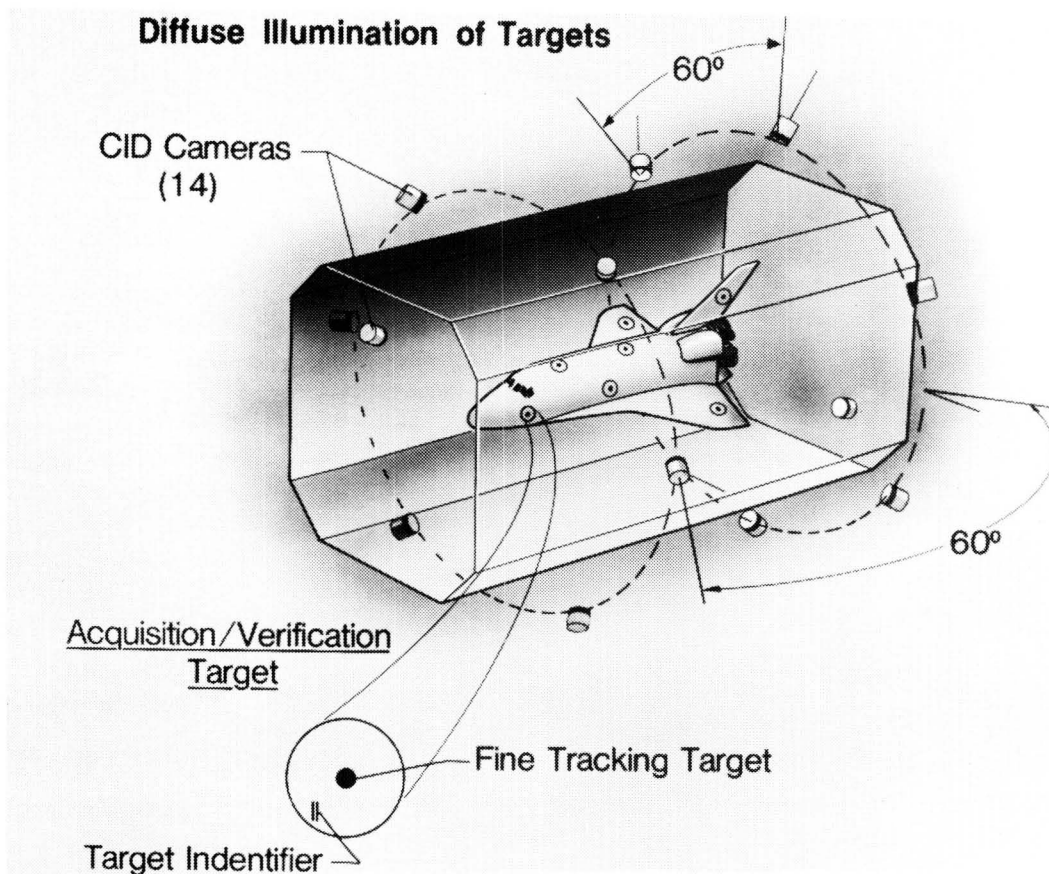 Diffuse Illumination of Targets
60º
CID Cameras
(14)
60º
Acquisition/Verification
Target
Fine Tracking Target
Target Indentifier